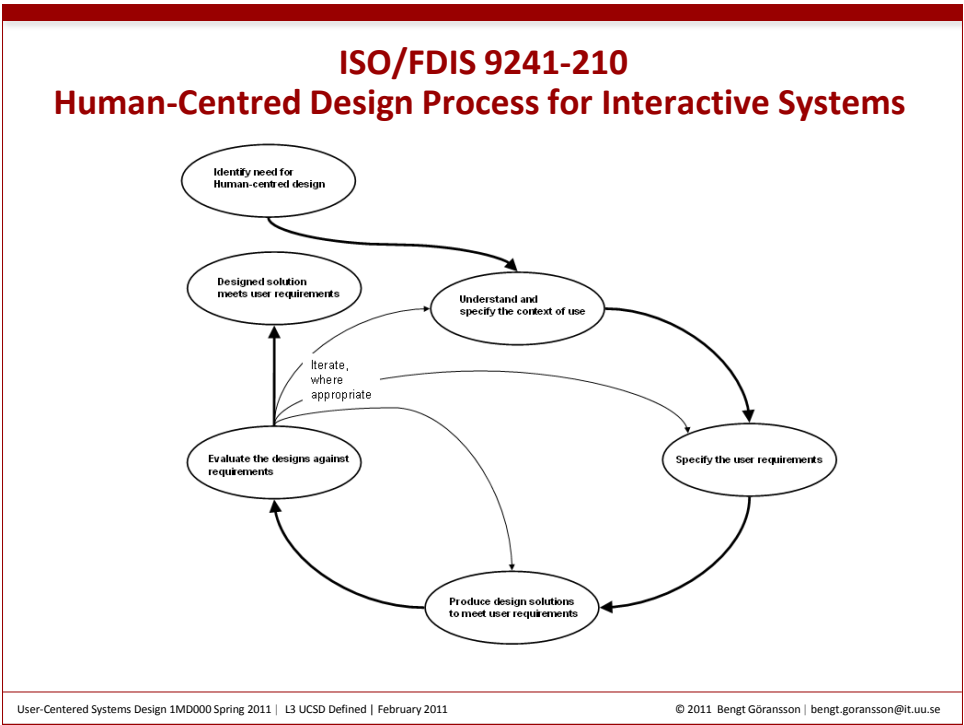 ISO/FDIS 9241-210
Human-Centred Design Process for Interactive Systems
Identify need for
Human-centred design
Designed solution
meets user requirements
Understand and
specify the context of use
Iterate,
where
appropriate
Evaluate the designs against
requirements
Specify the user requirements
Produce design solutions
to meet user requirements
User-Centered Systems Design 1MD000 Spring 2011 | L3 UCSD Defined | February 2011
© 2011 Bengt Göransson | bengt.goransson@it.uu.se